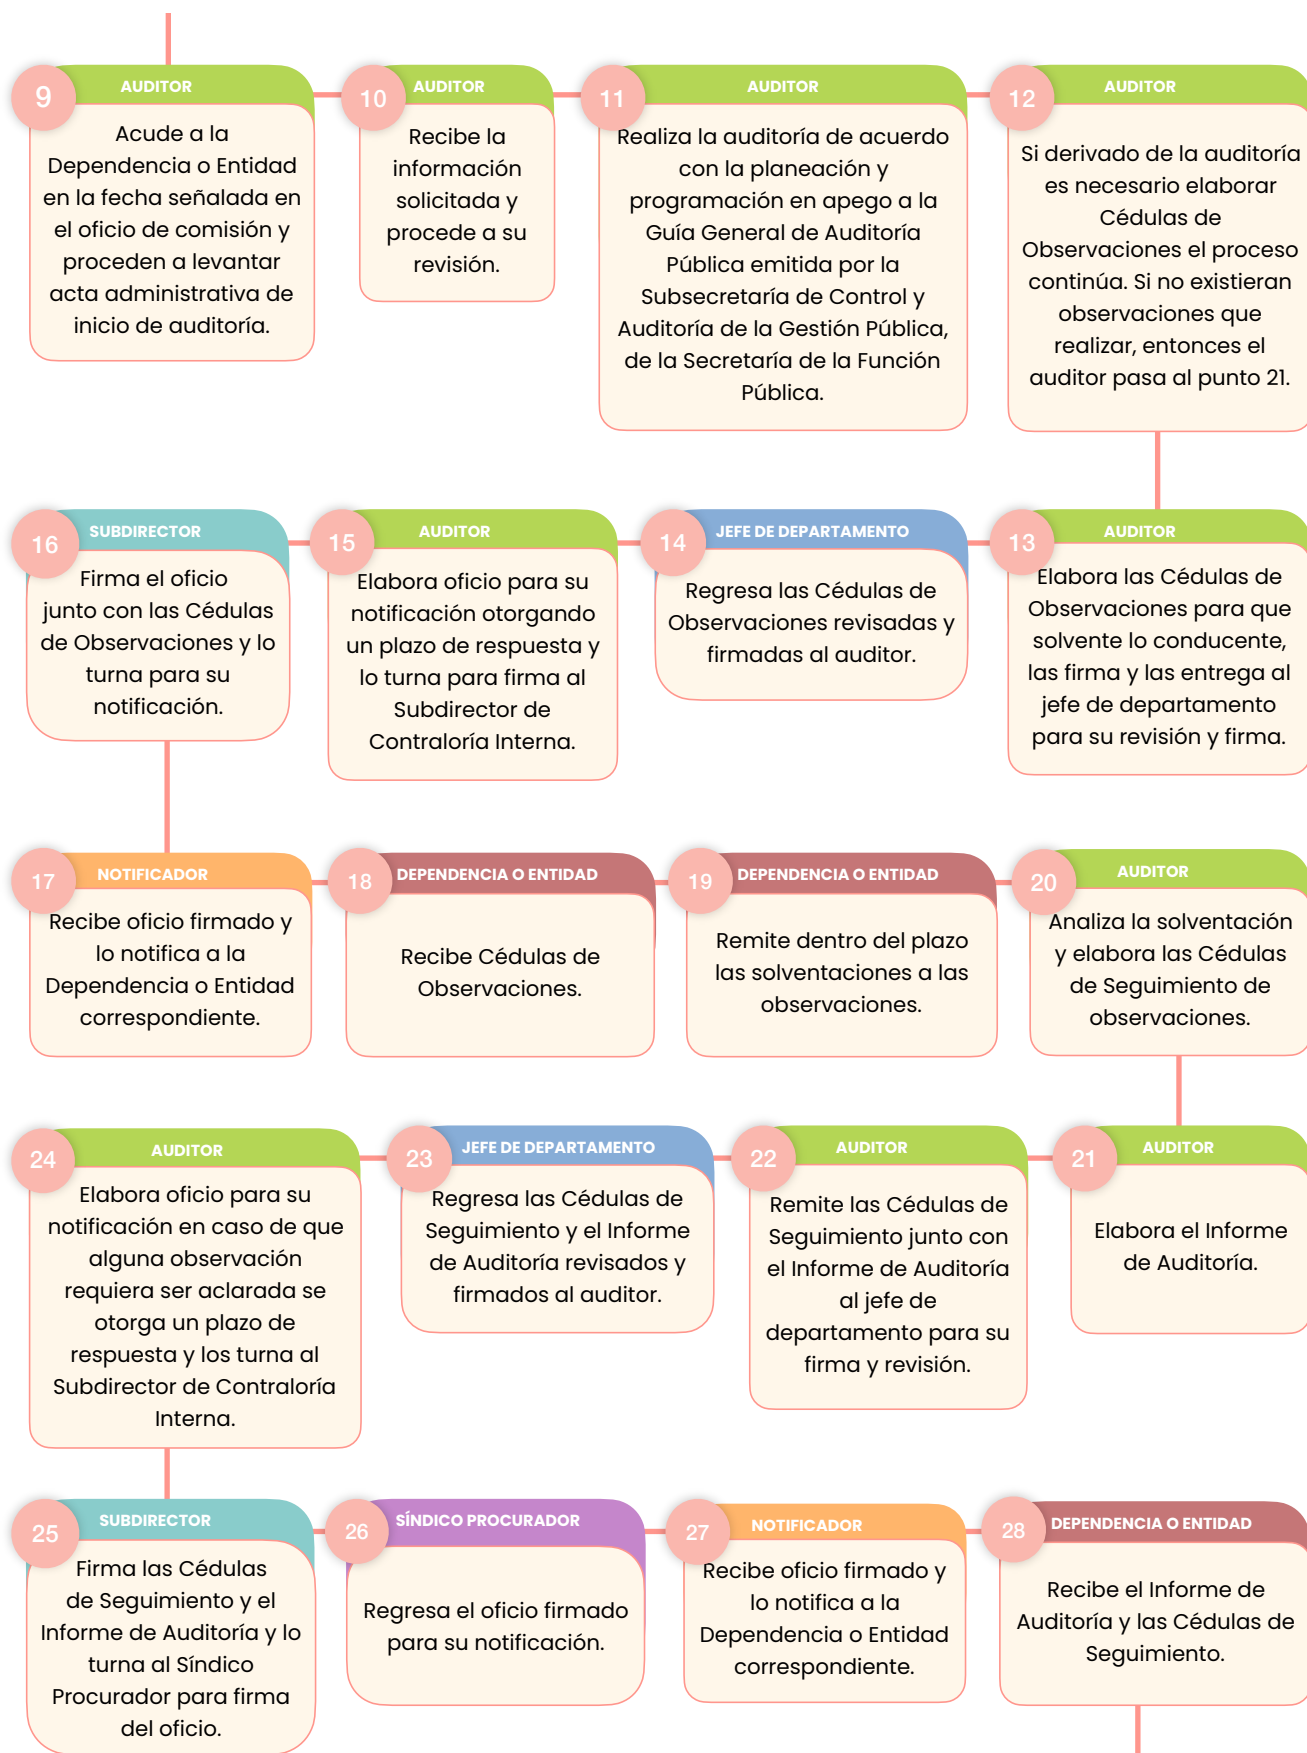 9
AUDITOR
Acude a la
Dependencia o Entidad
en la fecha señalada en
el oficio de comisión y
proceden a levantar
acta administrativa de
inicio de auditoría.
10
AUDITOR
Recibe la
información
solicitada y
procede a su
revisión.
11
AUDITOR
Realiza la auditoría de acuerdo
con la planeación y
programación en apego a la
Guía General de Auditoría
Pública emitida por la
Subsecretaría de Control y
Auditoría de la Gestión Pública,
de la Secretaría de la Función
Pública.
12
AUDITOR
Si derivado de la auditoría
es necesario elaborar
Cédulas de
Observaciones el proceso
continúa. Si no existieran
observaciones que
realizar, entonces el
auditor pasa al punto 21.
13
AUDITOR
Elabora las Cédulas de
Observaciones para que
solvente lo conducente,
las firma y las entrega al
jefe de departamento
para su revisión y firma.
14
JEFE DE DEPARTAMENTO
Regresa las Cédulas de
Observaciones revisadas y
firmadas al auditor.
15
AUDITOR
Elabora oficio para su
notificación otorgando
un plazo de respuesta y
lo turna para firma al
Subdirector de
Contraloría Interna.
16
SUBDIRECTOR
Firma el oficio
junto con las Cédulas
de Observaciones y lo
turna para su
notificación.
17
NOTIFICADOR
Recibe oficio firmado y
lo notifica a la
Dependencia o Entidad
correspondiente.
18
DEPENDENCIA O ENTIDAD
Recibe Cédulas de
Observaciones.
19
DEPENDENCIA O ENTIDAD
Remite dentro del plazo
las solventaciones a las
observaciones.
20
AUDITOR
Analiza la solventación
y elabora las Cédulas
de Seguimiento de
observaciones.
21
AUDITOR
Elabora el Informe
de Auditoría.
22
AUDITOR
Remite las Cédulas de
Seguimiento junto con
el Informe de Auditoría
al jefe de
departamento para su
firma y revisión.
23
JEFE DE DEPARTAMENTO
Regresa las Cédulas de
Seguimiento y el Informe
de Auditoría revisados y
firmados al auditor.
24
AUDITOR
Elabora oficio para su
notificación en caso de que
alguna observación
requiera ser aclarada se
otorga un plazo de
respuesta y los turna al
Subdirector de Contraloría
Interna.
25
SUBDIRECTOR
Firma las Cédulas
de Seguimiento y el
Informe de Auditoría y lo
turna al Síndico
Procurador para firma
del oficio.
26
SÍNDICO PROCURADOR
Regresa el oficio firmado
para su notificación.
27
NOTIFICADOR
Recibe oficio firmado y
lo notifica a la
Dependencia o Entidad
correspondiente.
28
DEPENDENCIA O ENTIDAD
Recibe el Informe de
Auditoría y las Cédulas de
Seguimiento.